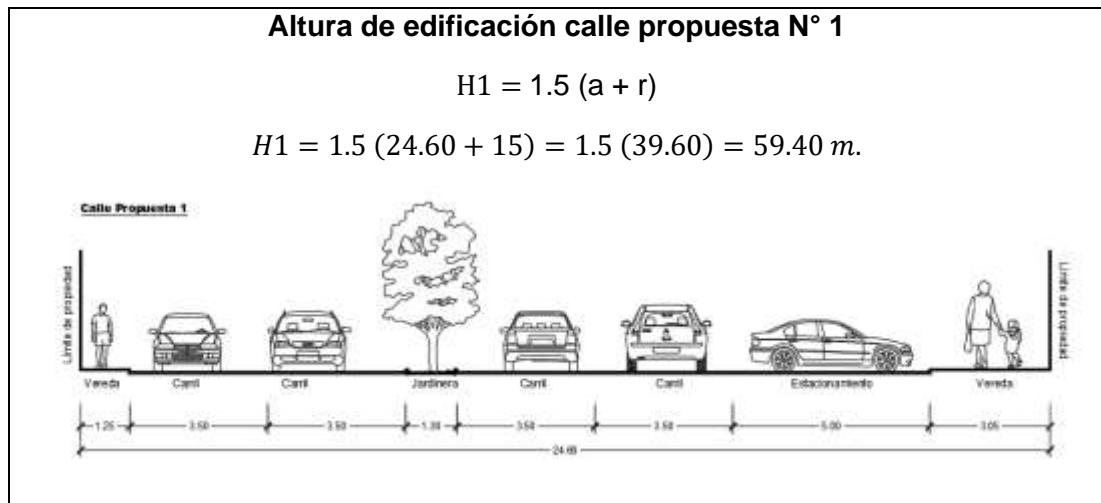 Altura de edificación calle propuesta N° 1
H1 = 1.5 (a + r)
H1 = 1.5 (24.60 + 15) = 1.5 (39.60) = 59.40 m.
Calle Propuesta 1
Límite de propiedad
Límite de propiedad
Vereda Carril Carril Jardinera Carril Carril Estacionamiento Vereda
1.25 3.50 3.50 1.30 3.50 3.50 5.00 3.05
24.60